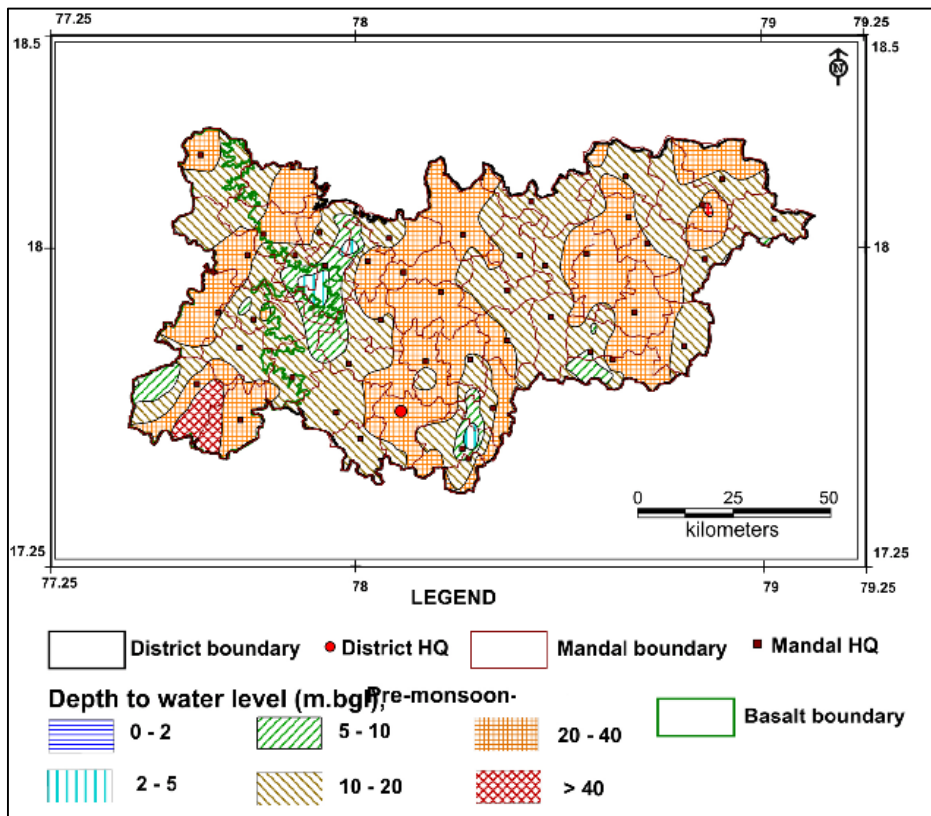 77.25 78 79 79.25
18.5 18.5
N
18 18
0 25 50
kilometers
17.25 17.25
77.25 78 79 79.25
LEGEND
District boundary District HQ Mandal boundary Mandal HQ
Depth to water level (m.bgl), Pre-monsoon-
0 - 2 5 - 10 20 - 40 Basalt boundary
2 - 5 10 - 20 > 40